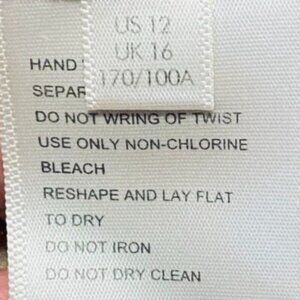 US 12
UK 16
170/100A
HAND
SEPAR
DO NOT WRING OF TWIST
USE ONLY NON-CHLORINE
BLEACH
RESHAPE AND LAY FLAT
TO DRY
DO NOT IRON
DO NOT DRY CLEAN